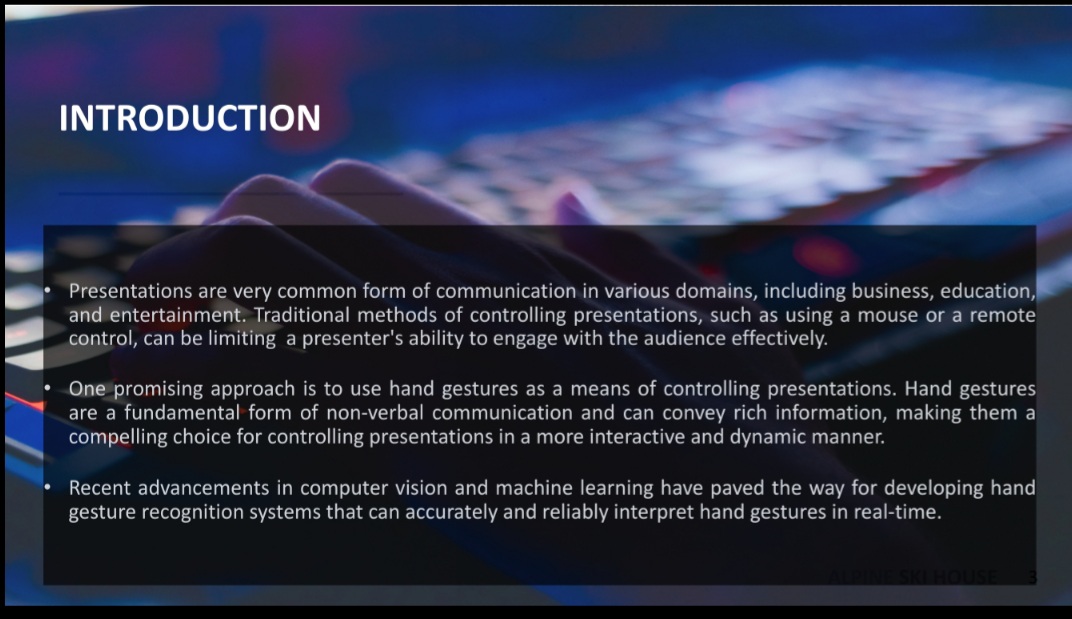 INTRODUCTION
• Presentations are very common form of communication in various domains, including business, education,
and entertainment. Traditional methods of controlling presentations, such as using a mouse or a remote
control, can be limiting a presenter's ability to engage with the audience effectively.
• One promising approach is to use hand gestures as a means of controlling presentations. Hand gestures
are a fundamental form of non-verbal communication and can convey rich information, making them a
compelling choice for controlling presentations in a more interactive and dynamic manner.
• Recent advancements in computer vision and machine learning have paved the way for developing hand
gesture recognition systems that can accurately and reliably interpret hand gestures in real-time.
ALPINE SKI HOUSE 3